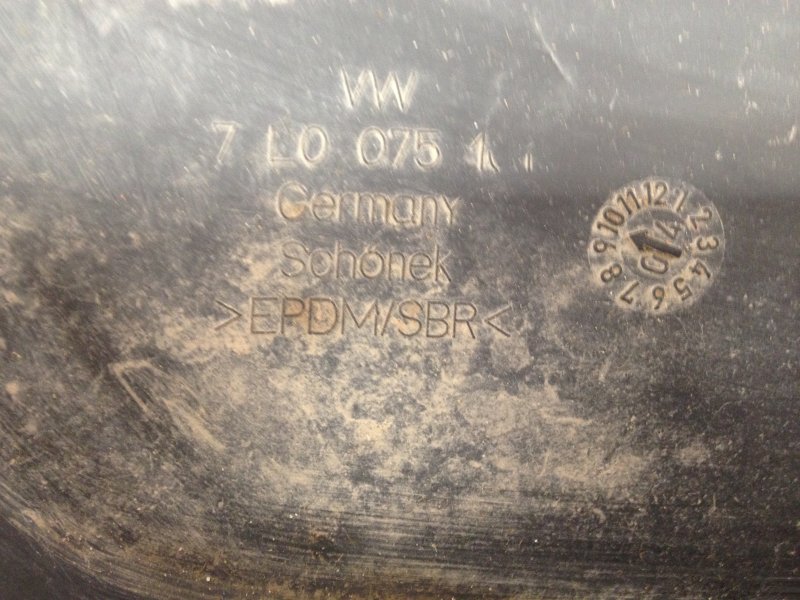 VW
7 L0 075
Germany
Schönek
>EPDM/SBR<
1 2 3 4 5 6 7 8 9 10 11 12
04